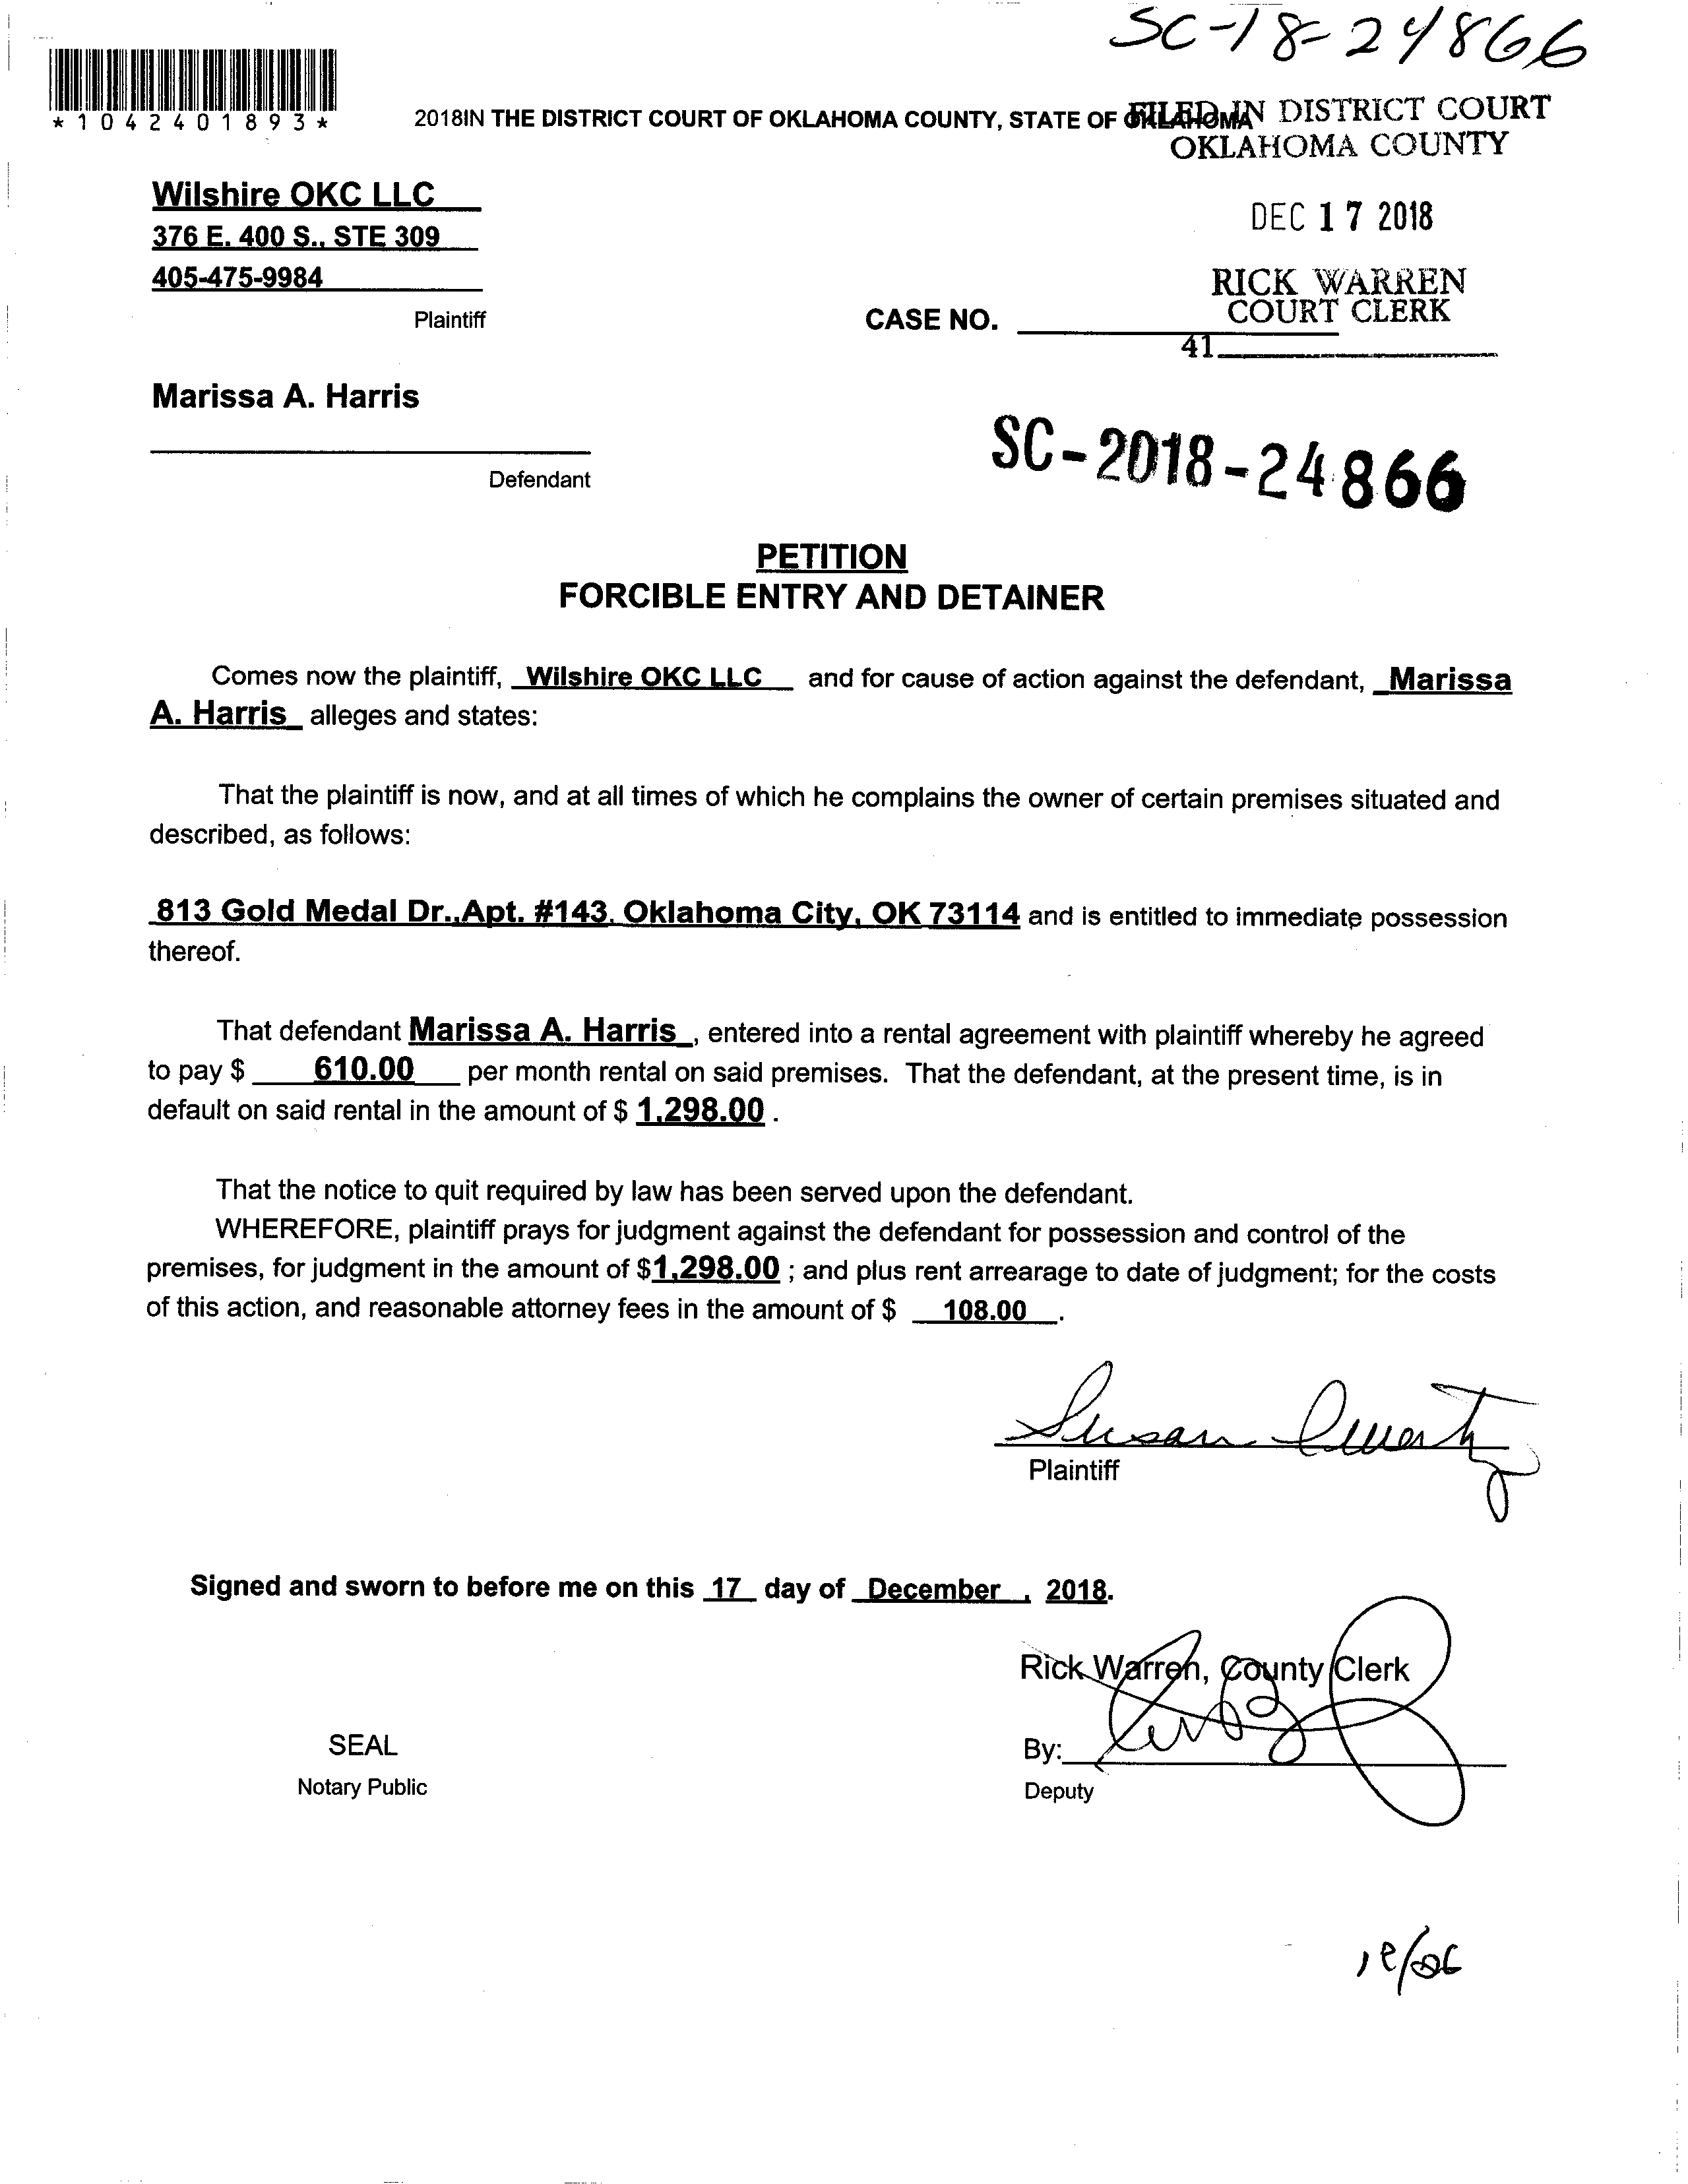 SC-18-24866
*1042401893*
2018IN THE DISTRICT COURT OF OKLAHOMA COUNTY, STATE OF OKLAHOMA
FILED IN DISTRICT COURT
OKLAHOMA COUNTY
Wilshire OKC LLC
376 E. 400 S., STE 309
405-475-9984
Plaintiff
DEC 17 2018
RICK WARREN
COURT CLERK
CASE NO.
41
Marissa A. Harris
Defendant
SC-2018-24866
PETITION
FORCIBLE ENTRY AND DETAINER
Comes now the plaintiff, Wilshire OKC LLC and for cause of action against the defendant, Marissa
A. Harris alleges and states:
That the plaintiff is now, and at all times of which he complains the owner of certain premises situated and
described, as follows:
813 Gold Medal Dr.,Apt. #143, Oklahoma City, OK 73114 and is entitled to immediate possession
thereof.
That defendant Marissa A. Harris , entered into a rental agreement with plaintiff whereby he agreed
to pay $ 610.00 per month rental on said premises. That the defendant, at the present time, is in
default on said rental in the amount of $ 1,298.00 .
That the notice to quit required by law has been served upon the defendant.
WHEREFORE, plaintiff prays for judgment against the defendant for possession and control of the
premises, for judgment in the amount of $1,298.00 ; and plus rent arrearage to date of judgment; for the costs
of this action, and reasonable attorney fees in the amount of $ 108.00 .
Susan
Plaintiff
Signed and sworn to before me on this 17 day of December , 2018.
Rick Warren, County Clerk
SEAL
By:
Notary Public
Deputy